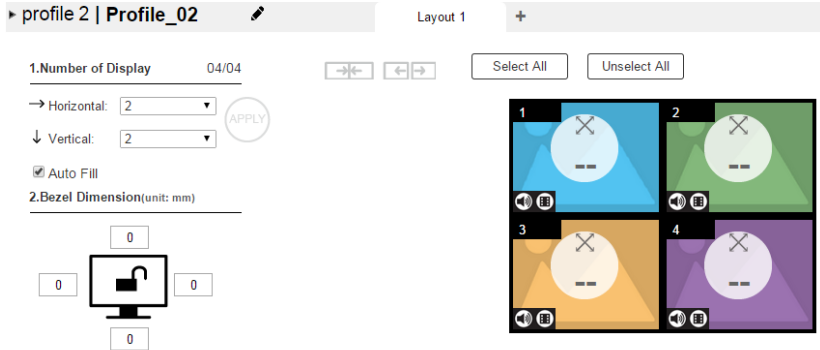 profile 2 | Profile_02
Layout 1 +
1.Number of Display 04/04
Select All Unselect All
Horizontal: 2
APPLY
Vertical: 2
Auto Fill
2.Bezel Dimension(unit: mm)
0
0 0
0
1 2
-- --
3 4
-- --